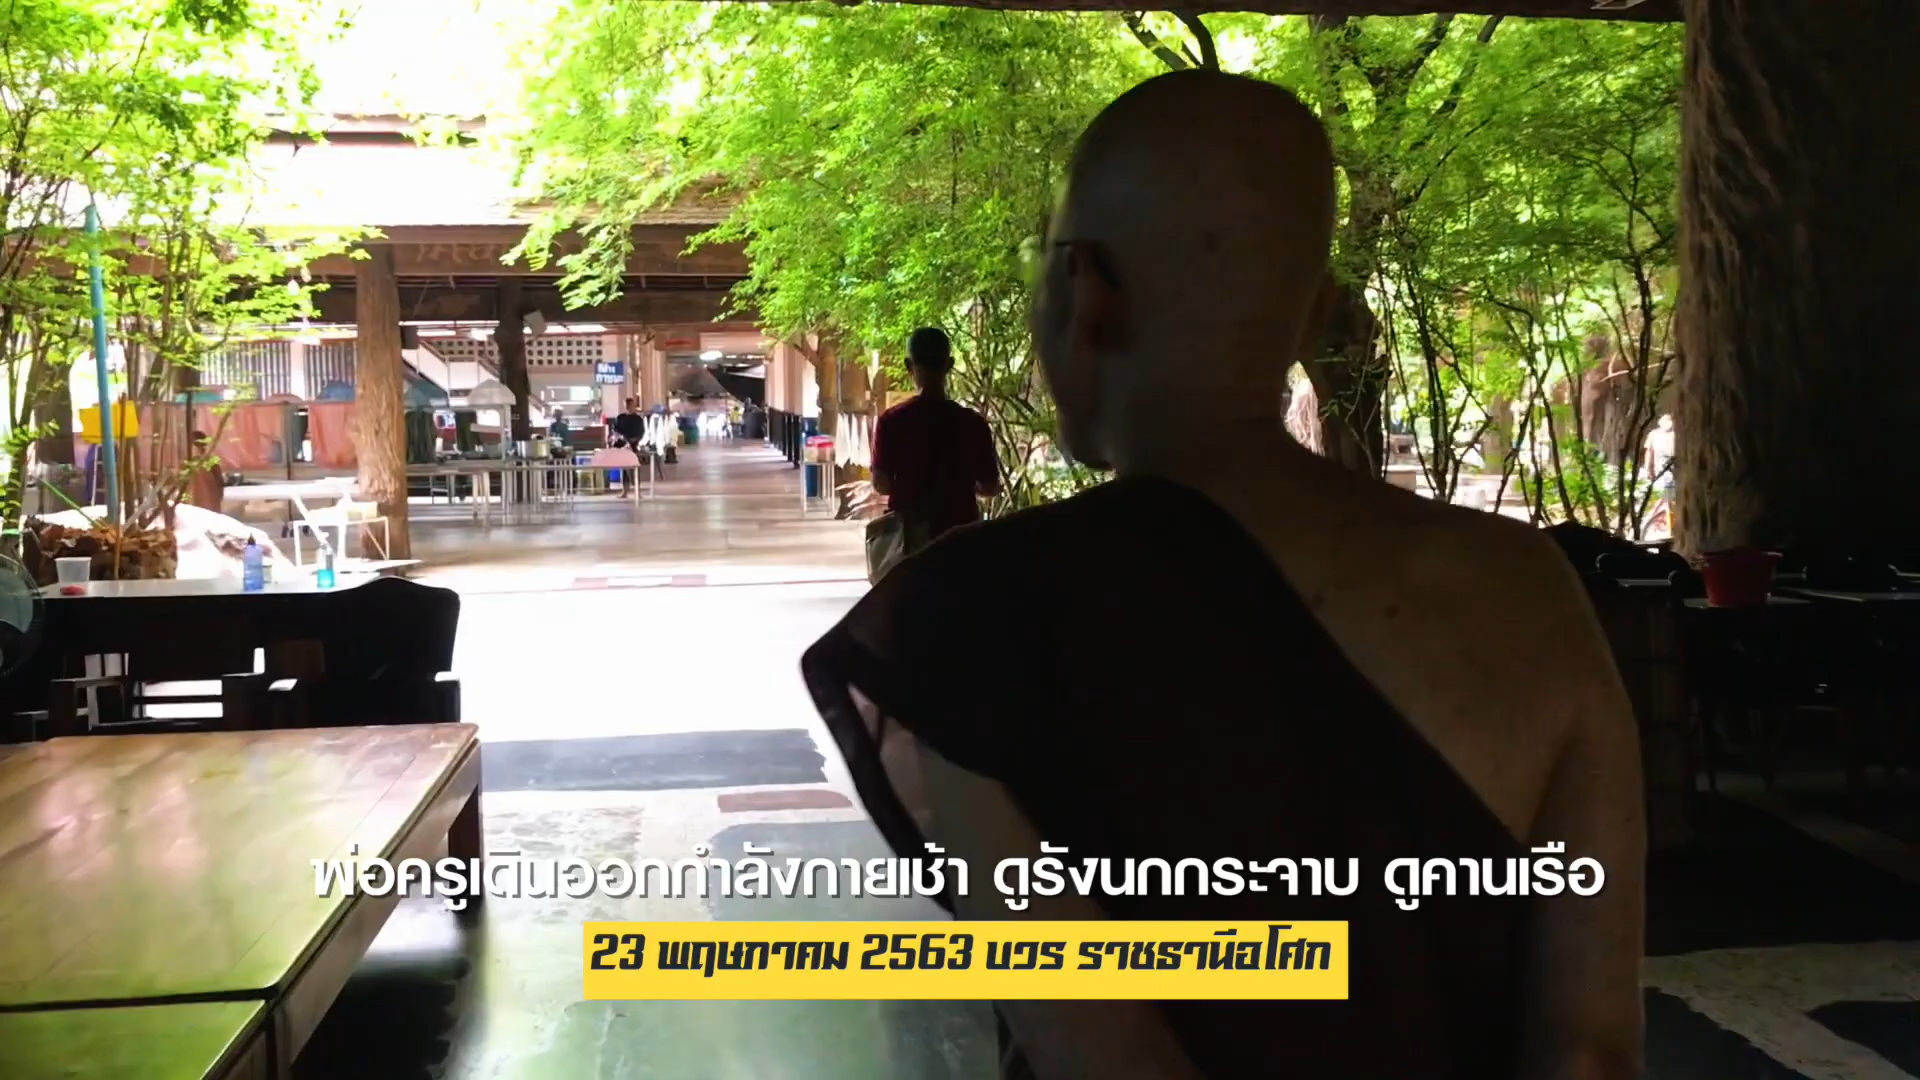 พ่อครูเดินออกกำลังกายเช้า ดูรังนกกระจาบ ดูคานเรือ
23 พฤษภาคม 2563 บวร ราชธานีอโศก